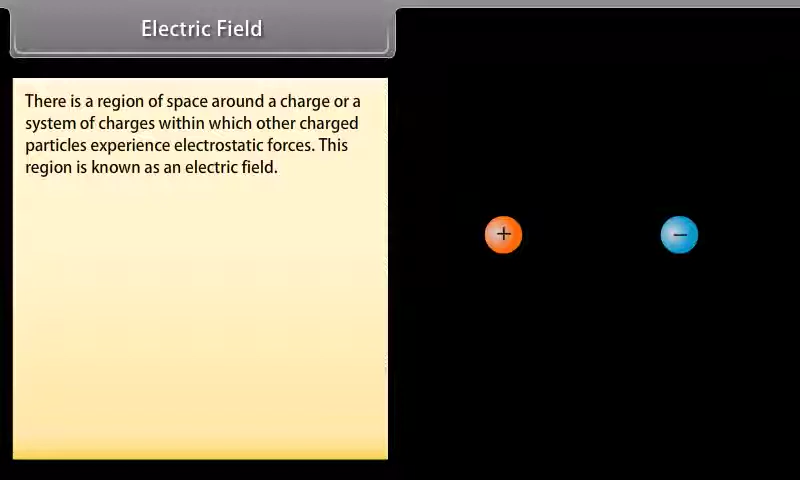 Electric Field
There is a region of space around a charge or a
system of charges within which other charged
particles experience electrostatic forces. This
region is known as an electric field.
+
−